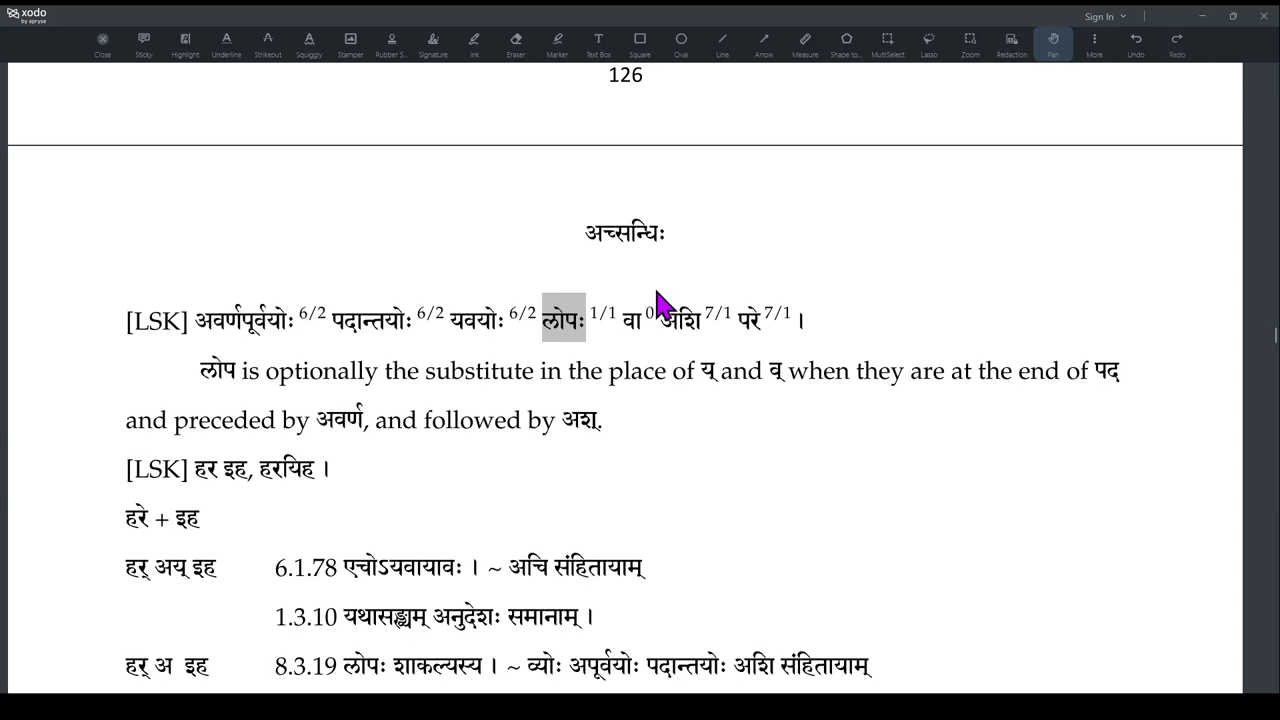 xodo
by apryse
Sign In
Close Sticky Highlight Underline Strikeout Squiggly Stamper Rubber S... Signature Ink Eraser Marker Text Box Square Oval Line Arrow Measure Shape to... MultiSelect Lasso Zoom Redaction Pan More Undo Redo
126
अच्सन्धिः
[LSK] अवर्णपूर्वयोः 6/2 पदान्तयोः 6/2 यवयोः 6/2 लोपः 1/1 वा 0 अशि 7/1 परे 7/1 ।
लोप is optionally the substitute in the place of य् and व् when they are at the end of पद
and preceded by अवर्ण, and followed by अश्.
[LSK] हर इह, हरयिह ।
हरे + इह
हर् अय् इह 6.1.78 एचोऽयवायावः । ~ अचि संहितायाम्
1.3.10 यथासङ्ख्यम् अनुदेशः समानाम् ।
हर् अ इह 8.3.19 लोपः शाकल्यस्य । ~ व्योः अपूर्वयोः पदान्तयोः अशि संहितायाम्